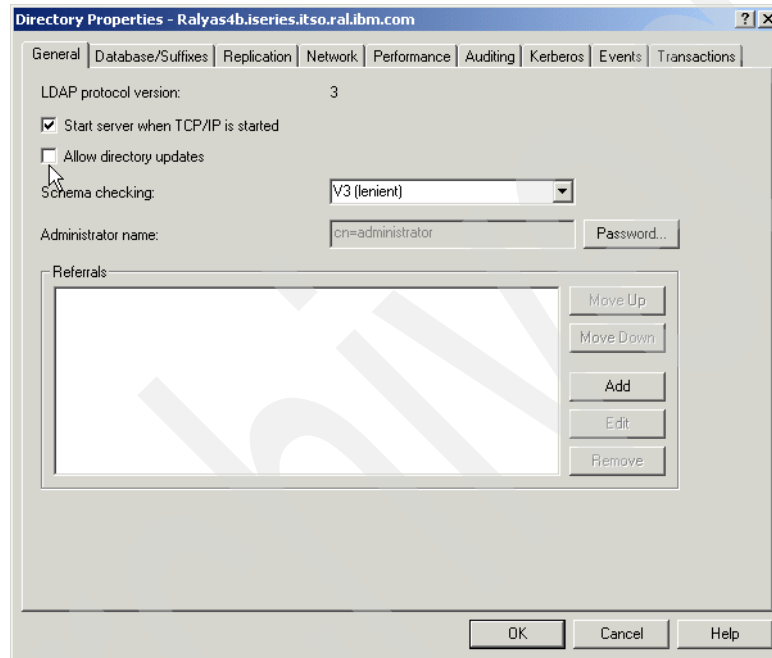 Directory Properties - Ralyas4b.iseries.itso.ral.ibm.com
General Database/Suffixes Replication Network Performance Auditing Kerberos Events Transactions
LDAP protocol version: 3
Start server when TCP/IP is started
Allow directory updates
Schema checking: V3 (lenient)
Administrator name: cn=administrator Password...
Referrals
Move Up
Move Down
Add
Edit
Remove
OK Cancel Help